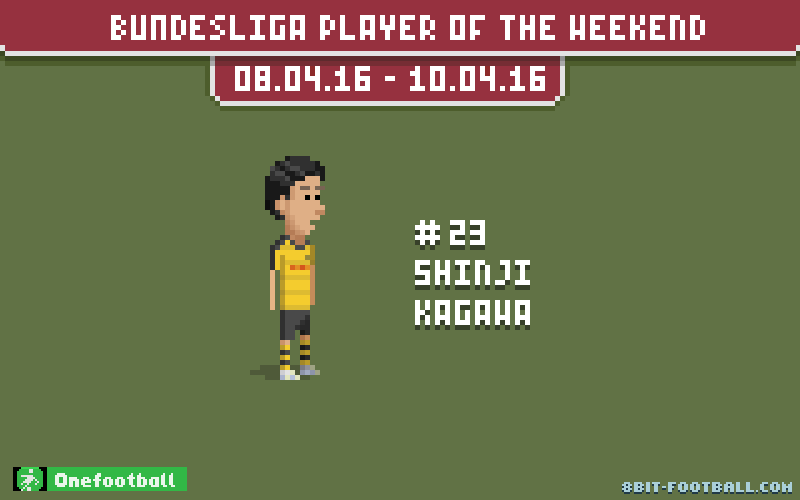 BUNDESLIGA PLAYER OF THE WEEKEND
08.04.16 - 10.04.16
# 23
SHINJI
KAGAWA
Onefootball
8BIT-FOOTBALL.COM